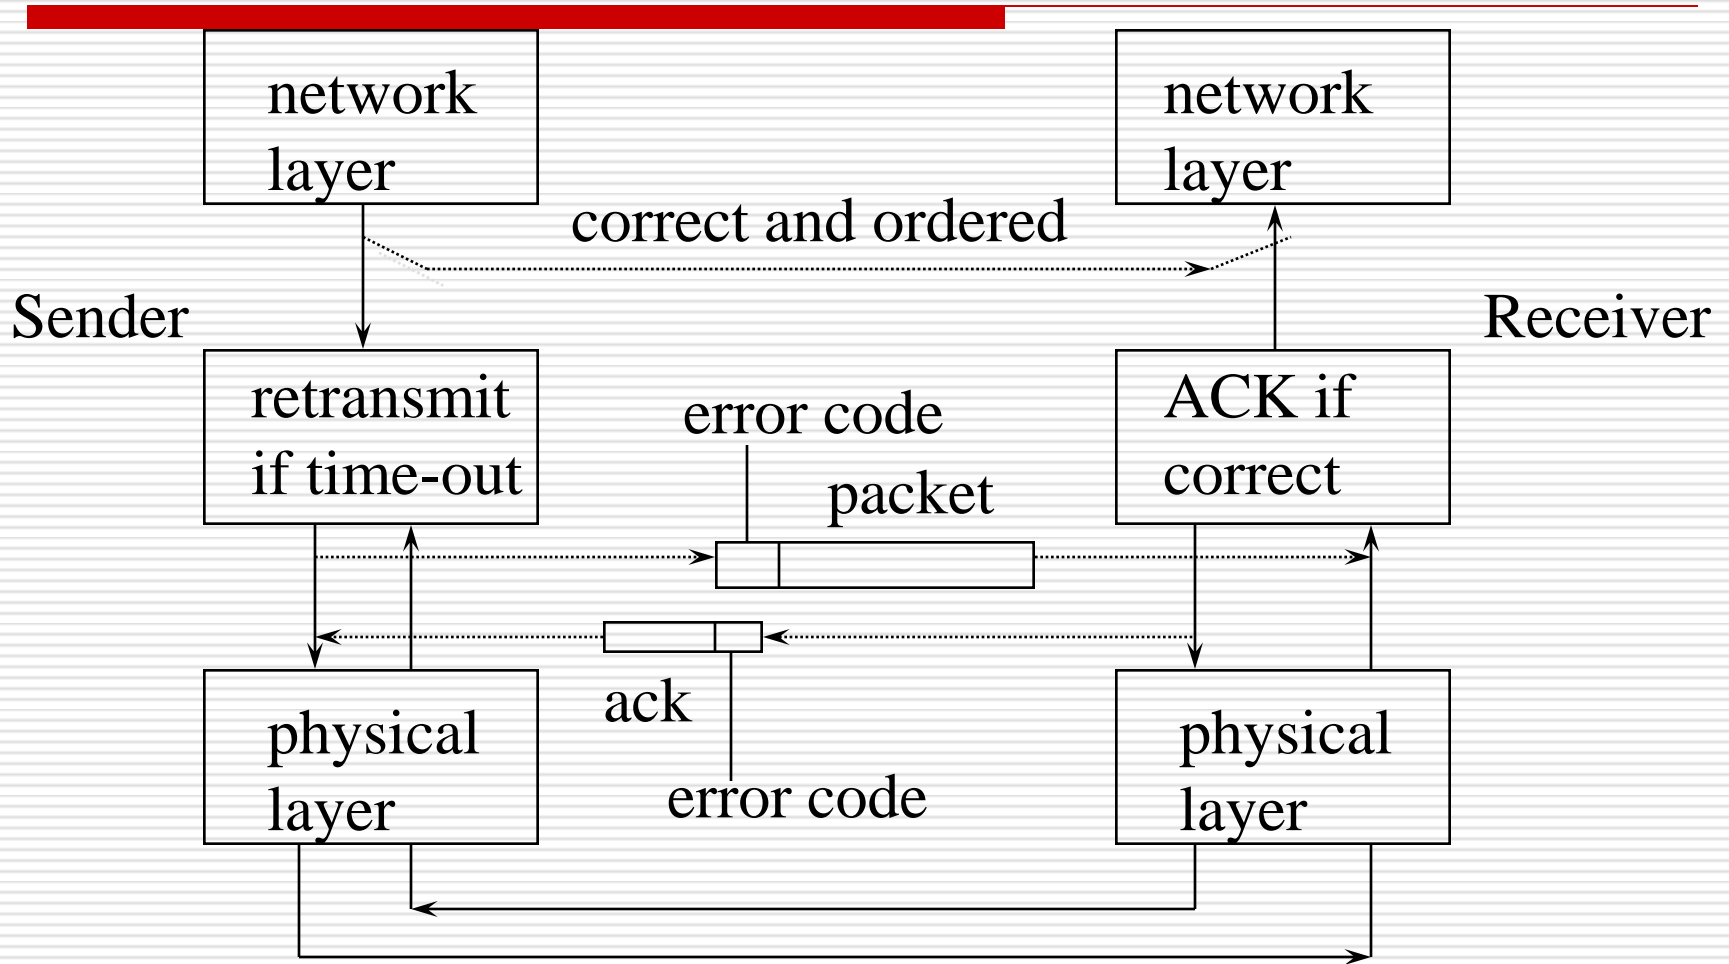 network
layer
network
layer
correct and ordered
Sender
Receiver
retransmit
if time-out
error code
packet
ACK if
correct
physical
layer
ack
error code
physical
layer